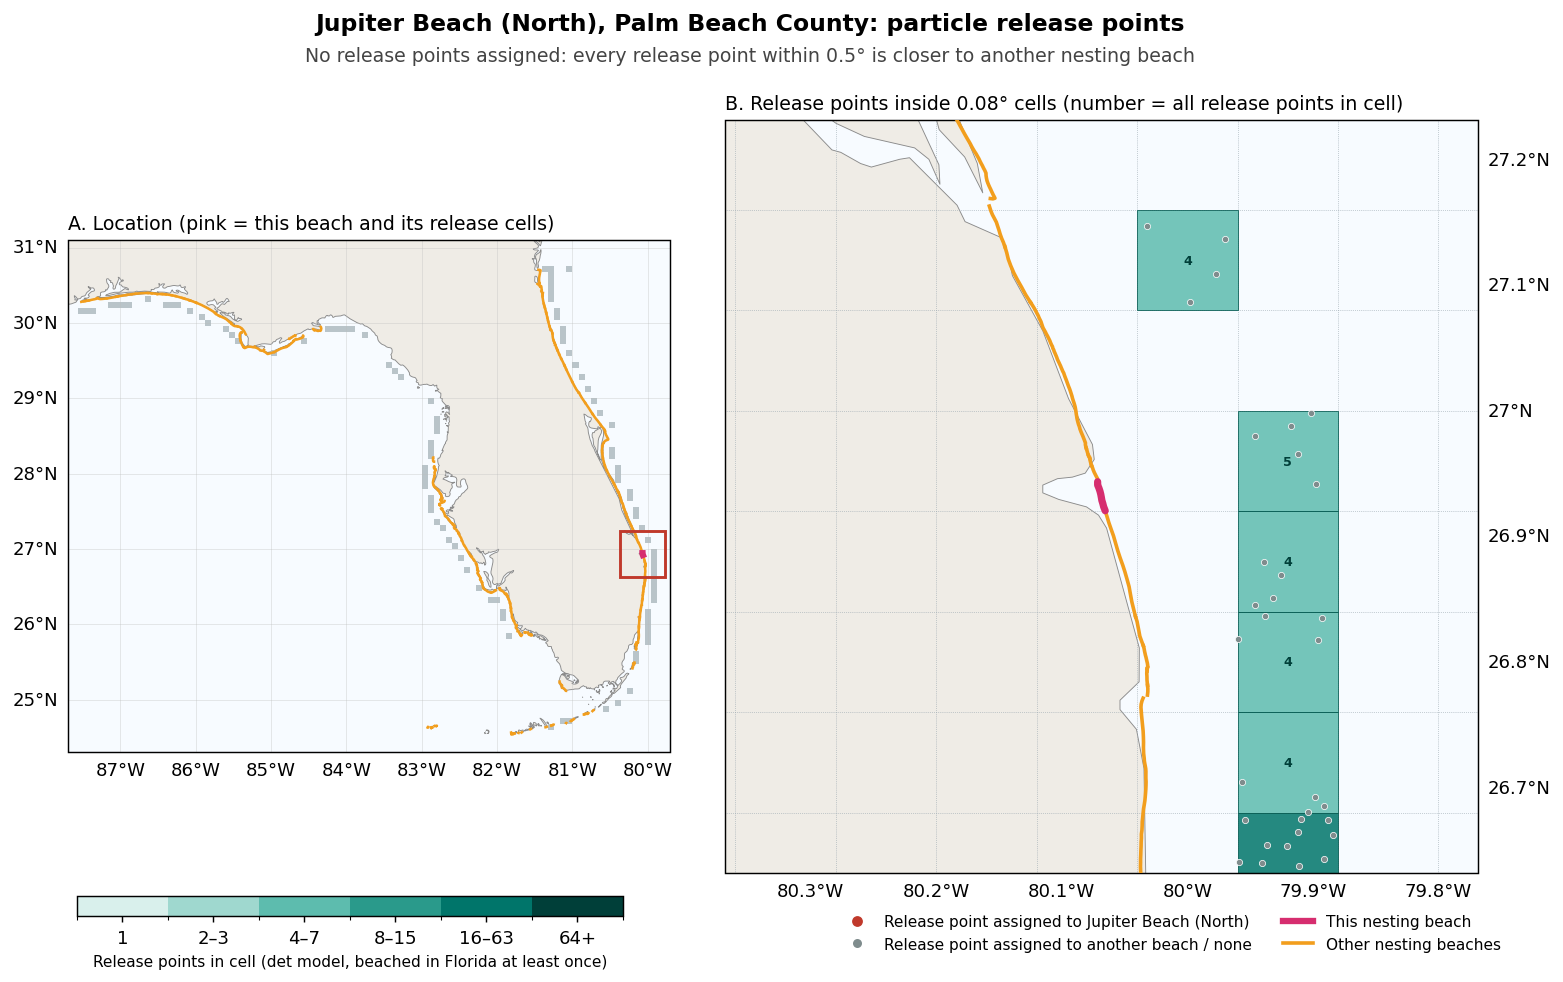 Jupiter Beach (North), Palm Beach County: particle release points
No release points assigned: every release point within 0.5° is closer to another nesting beach
A. Location (pink = this beach and its release cells)
31°N
30°N
29°N
28°N
27°N
26°N
25°N
87°W 86°W 85°W 84°W 83°W 82°W 81°W 80°W
1 2–3 4–7 8–15 16–63 64+
Release points in cell (det model, beached in Florida at least once)
B. Release points inside 0.08° cells (number = all release points in cell)
27.2°N
4
27.1°N
27°N
5
26.9°N
4
26.8°N
4
26.7°N
4
80.3°W 80.2°W 80.1°W 80°W 79.9°W 79.8°W
Release point assigned to Jupiter Beach (North)
Release point assigned to another beach / none
This nesting beach
Other nesting beaches